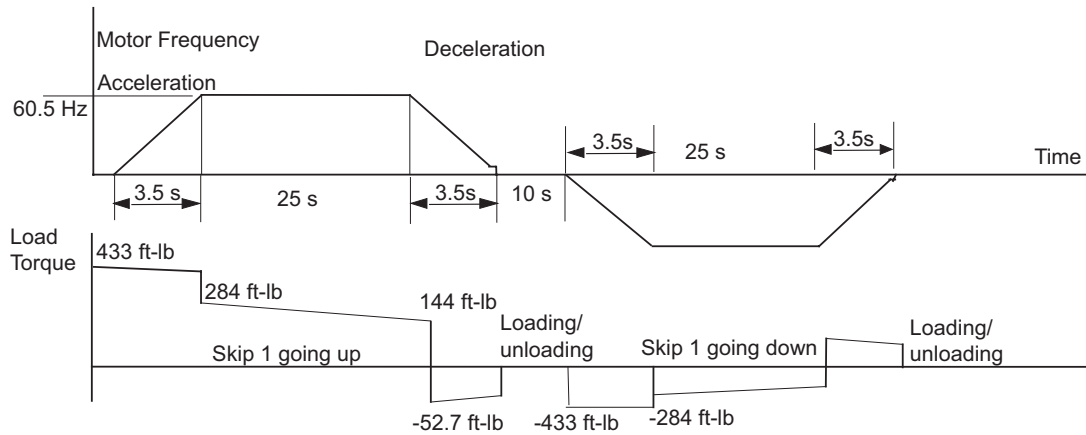 Motor Frequency
Deceleration
Acceleration
60.5 Hz
3.5s
25 s
3.5s
Time
3.5 s
25 s
3.5s
10 s
Load
Torque
433 ft-lb
284 ft-lb
144 ft-lb
Loading/
unloading
Loading/
unloading
Skip 1 going up
Skip 1 going down
-52.7 ft-lb
-433 ft-lb
-284 ft-lb